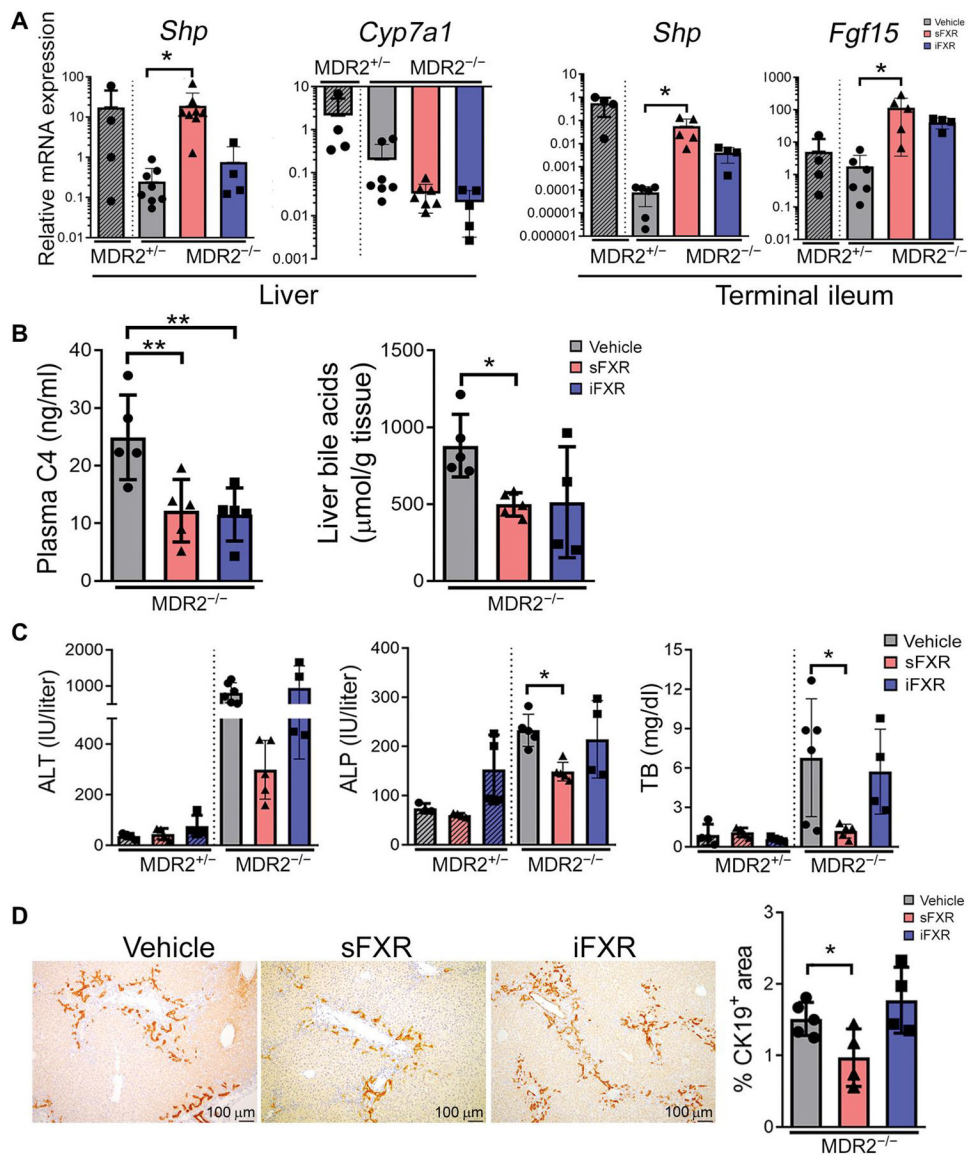 A
Shp
Cyp7a1
Shp
Fgf15
Vehicle
sFXR
iFXR
MDR2+/− MDR2−/−
Relative mRNA expression
100
10
1
0.1
0.01
*
MDR2+/−
MDR2−/−
10
1
0.1
0.01
0.001
10
1
0.1
0.01
0.001
0.0001
0.00001
0.000001
*
MDR2+/−
MDR2−/−
1000
100
10
1
0.1
0.01
*
MDR2+/−
MDR2−/−
Liver
Terminal ileum
B
Plasma C4 (ng/ml)
40
30
20
10
0
**
**
MDR2−/−
Liver bile acids
(μmol/g tissue)
1500
1000
500
0
*
MDR2−/−
Vehicle
sFXR
iFXR
C
ALT (IU/liter)
2000
1000
400
200
0
MDR2+/−
MDR2−/−
ALP (IU/liter)
400
300
200
100
0
*
MDR2+/−
MDR2−/−
TB (mg/dl)
15
12
9
6
3
0
*
MDR2+/−
MDR2−/−
Vehicle
sFXR
iFXR
D
Vehicle
sFXR
iFXR
100 μm
100 μm
100 μm
% CK19+ area
3
2
1
0
*
MDR2−/−
Vehicle
sFXR
iFXR